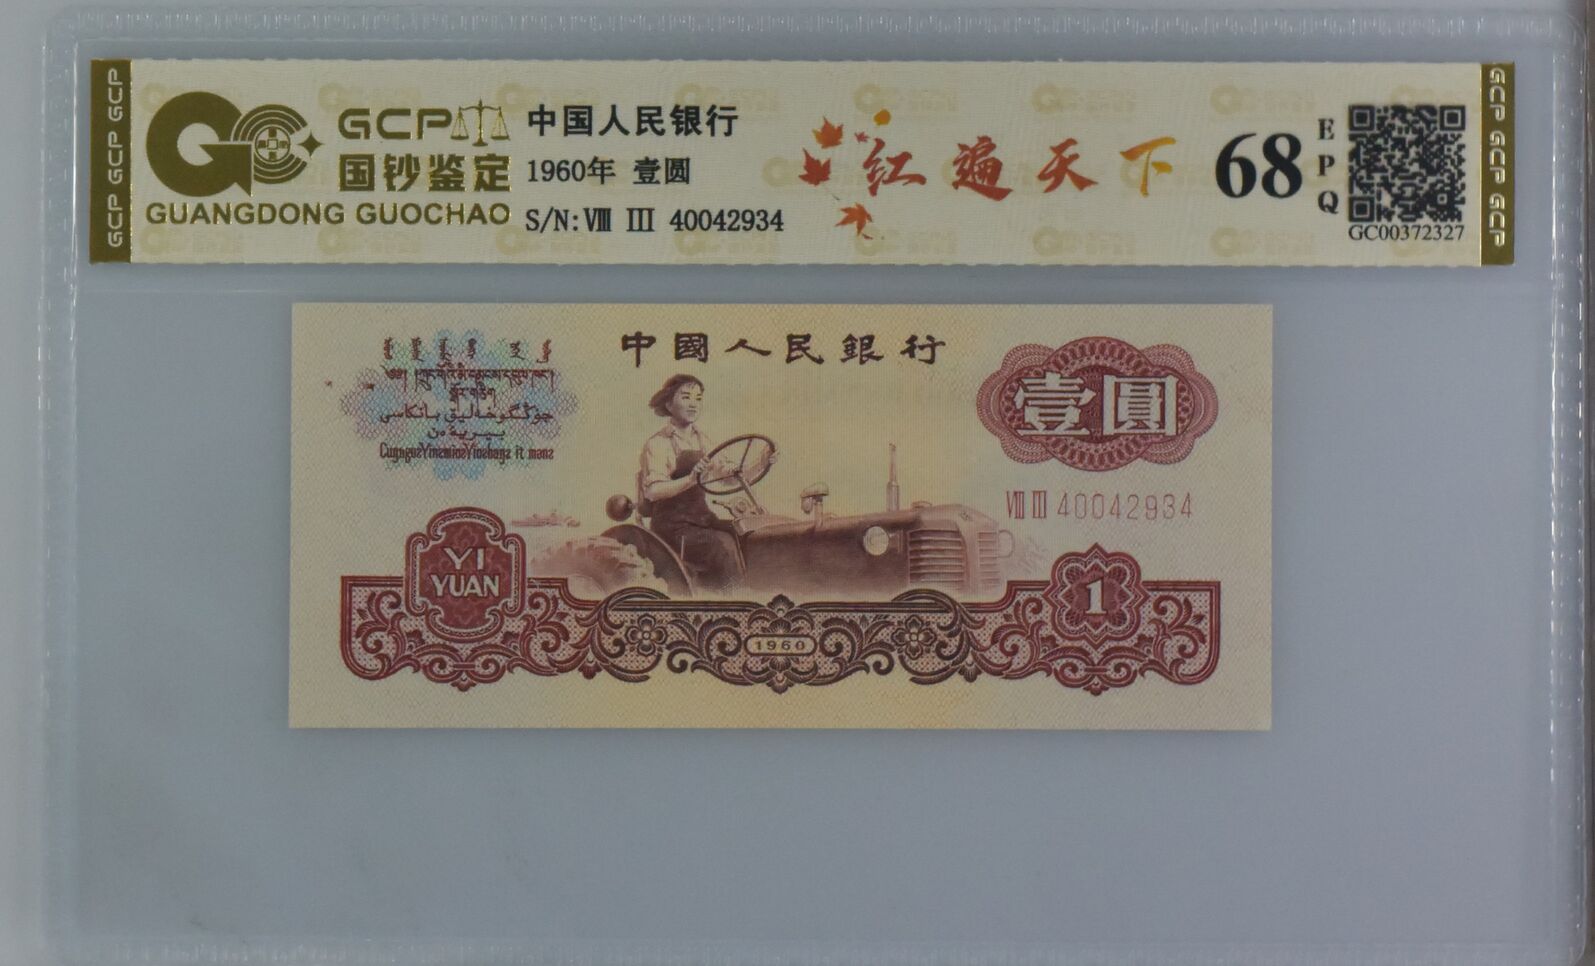 GCP GCP GCP
GCP
国钞鉴定
GUANGDONG GUOCHAO
中国人民银行
1960年 壹圆
S/N: Ⅷ Ⅲ 40042934
红遍天下
68
EPQ
GC00372327
GCP GCP GCP
中國人民銀行
壹圓
Ⅷ Ⅲ 40042934
YI
YUAN
1960
1